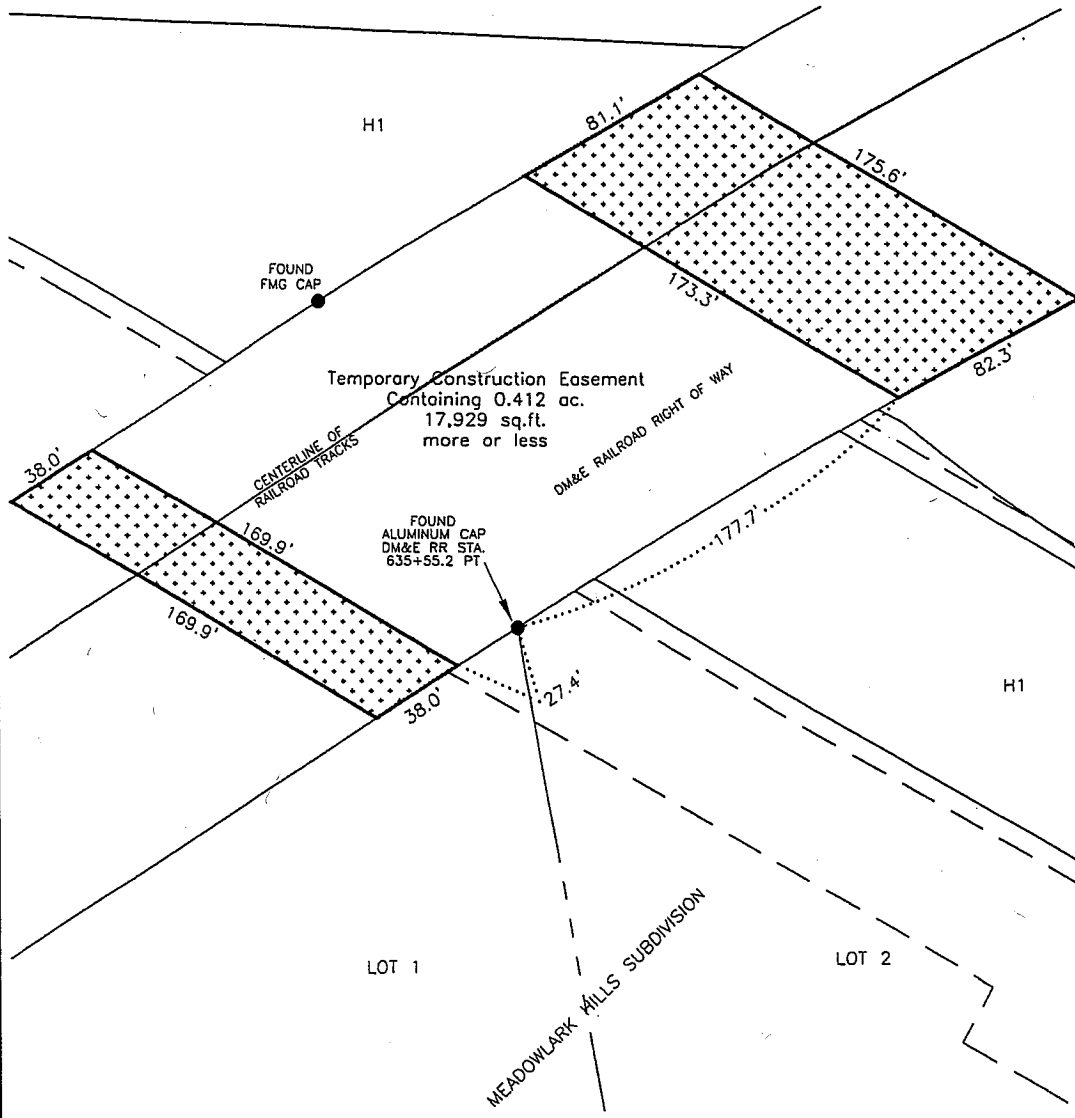 H1
81.1'
175.6'
FOUND
FMG CAP
173.3'
82.3'
Temporary Construction Easement
Containing 0.412 ac.
17,929 sq.ft.
more or less
CENTERLINE OF
RAILROAD TRACKS
DM&E RAILROAD RIGHT OF WAY
38.0'
169.9'
FOUND
ALUMINUM CAP
DM&E RR STA.
635+55.2 PT
177.7'
169.9'
27.4'
38.0'
H1
LOT 1
MEADOWLARK HILLS SUBDIVISION
LOT 2